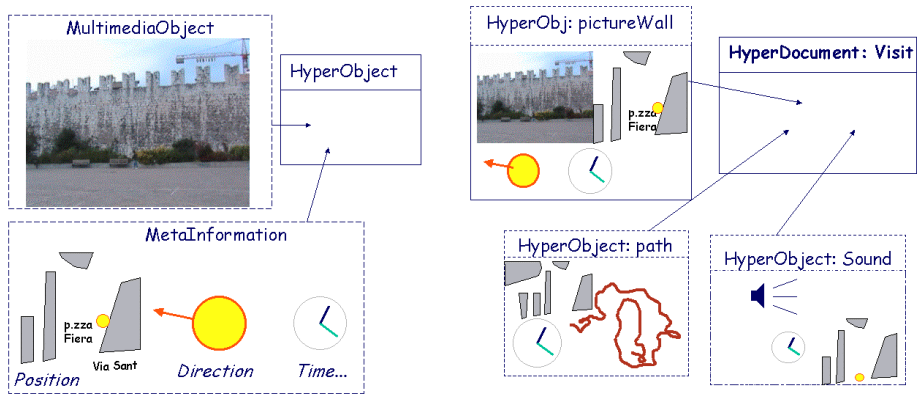 MultimediaObject
HyperObject
MetaInformation
p.zza
Fiera
Via Sant
Position
Direction
Time...
HyperObj: pictureWall
p.zza
Fiera
HyperDocument: Visit
HyperObject: path
HyperObject: Sound